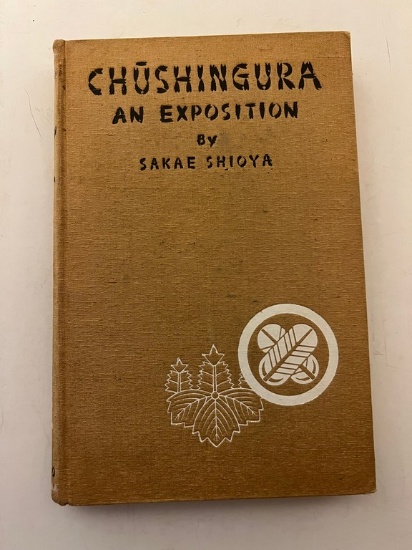 CHŪSHINGURA
AN EXPOSITION
By
SAKAE SHIOYA